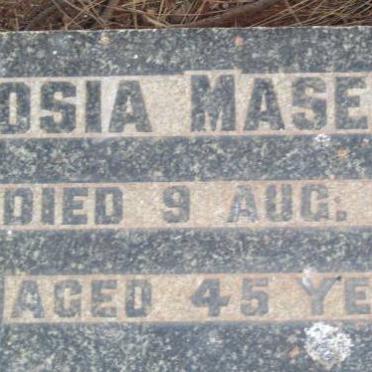 OSIA MASE
DIED 9 AUG.
AGED 45 YE